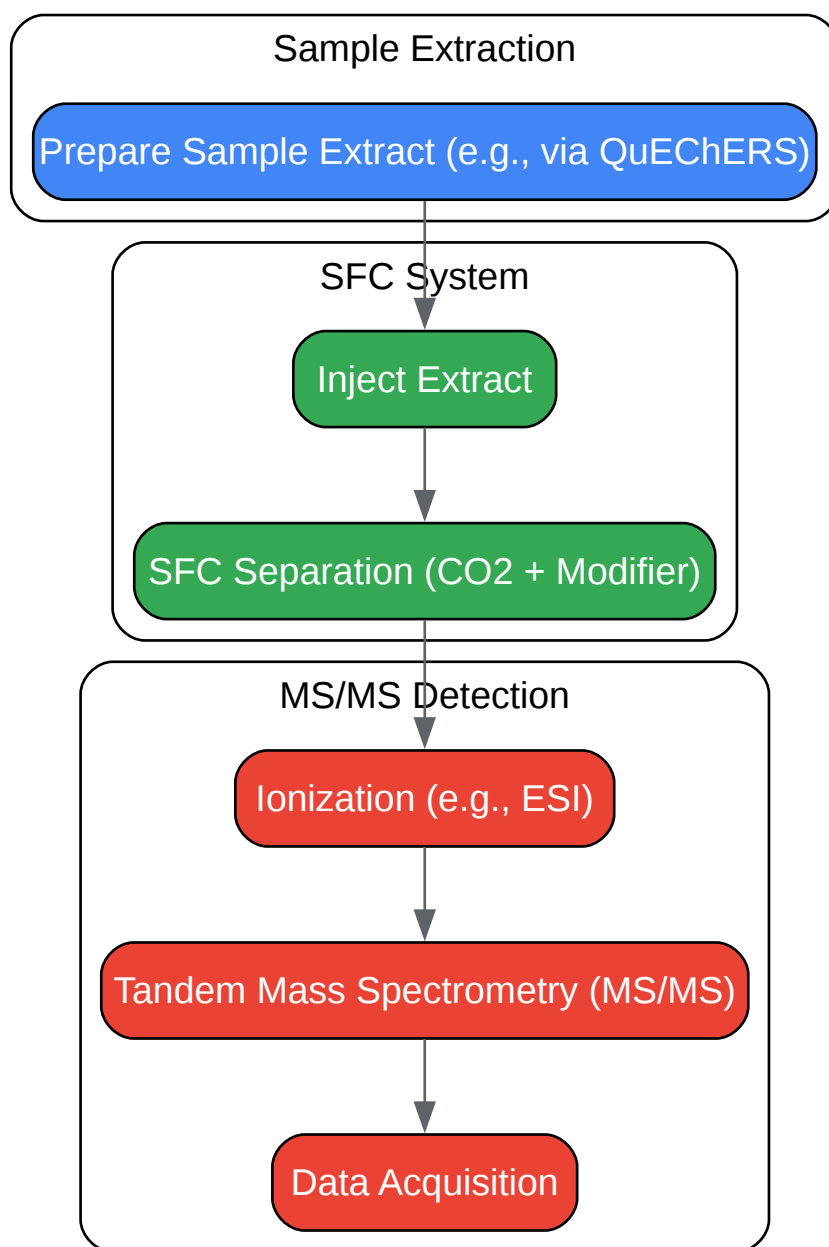 Sample Extraction
Prepare Sample Extract (e.g., via QuEChERS)
SFC System
Inject Extract
SFC Separation (CO2 + Modifier)
MS/MS Detection
Ionization (e.g., ESI)
Tandem Mass Spectrometry (MS/MS)
Data Acquisition